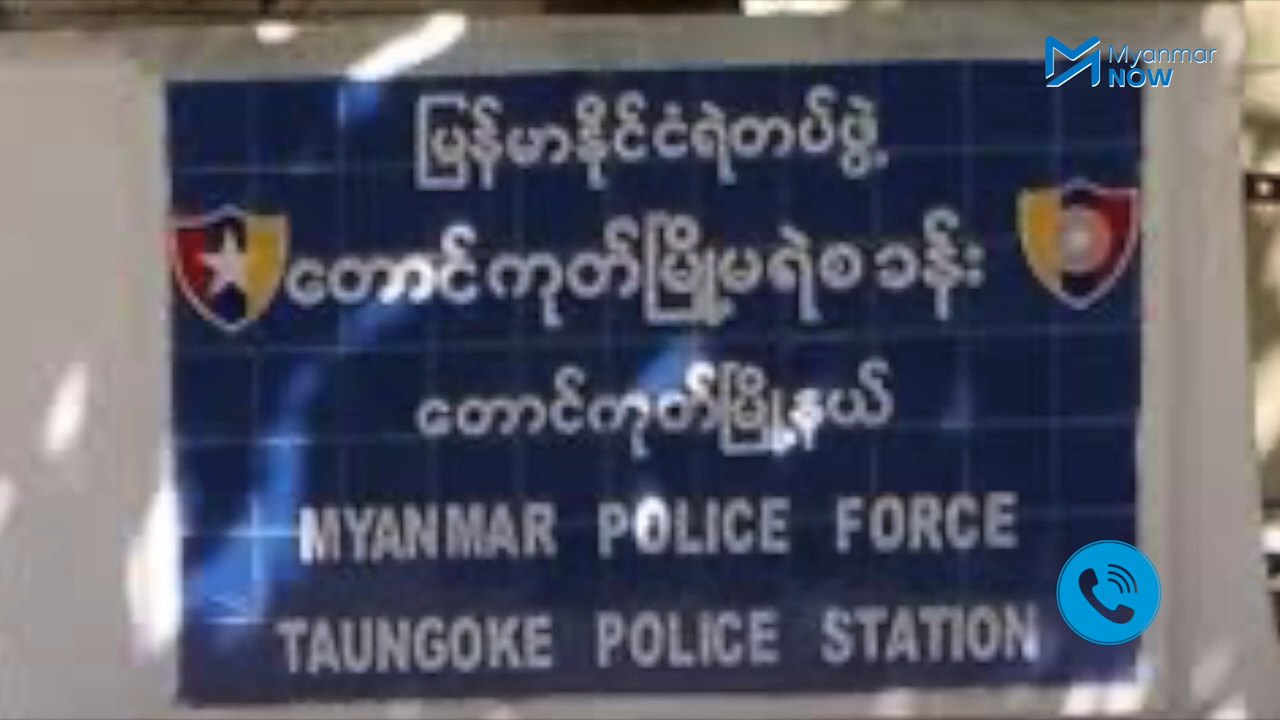 Myanmar
NOW
မြန်မာနိုင်ငံရဲတပ်ဖွဲ့
တောင်ကုတ်မြို့မရဲစခန်း
တောင်ကုတ်မြို့နယ်
MYANMAR POLICE FORCE
TAUNGOKE POLICE STATION